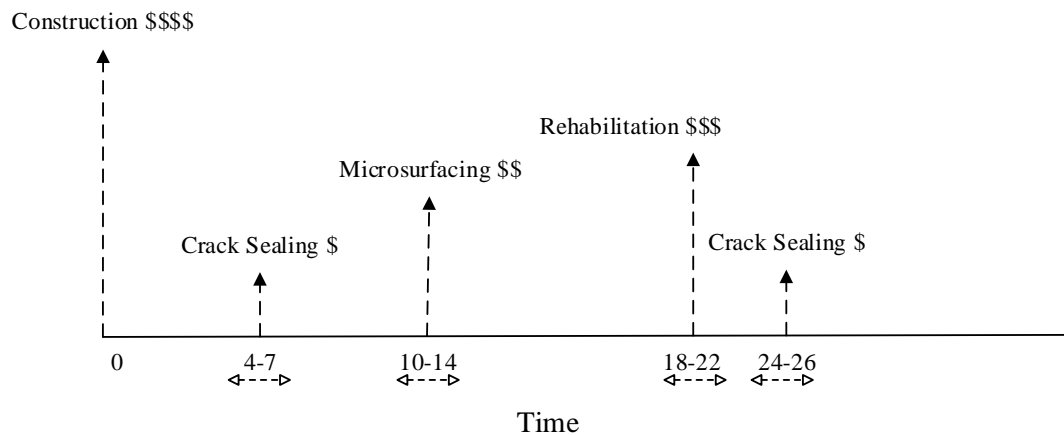 Construction $$$$
Rehabilitation $$$
Microsurfacing $$
Crack Sealing $
Crack Sealing $
0
4-7
10-14
18-22
24-26
Time